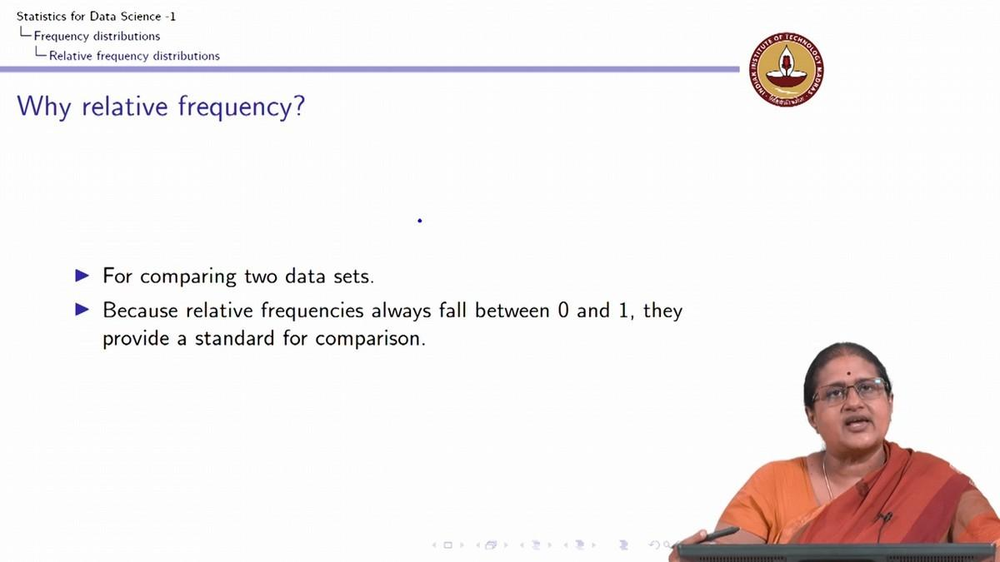 Statistics for Data Science -1
Frequency distributions
Relative frequency distributions
INDIAN INSTITUTE OF TECHNOLOGY MADRAS
Why relative frequency?
For comparing two data sets.
Because relative frequencies always fall between 0 and 1, they
provide a standard for comparison.